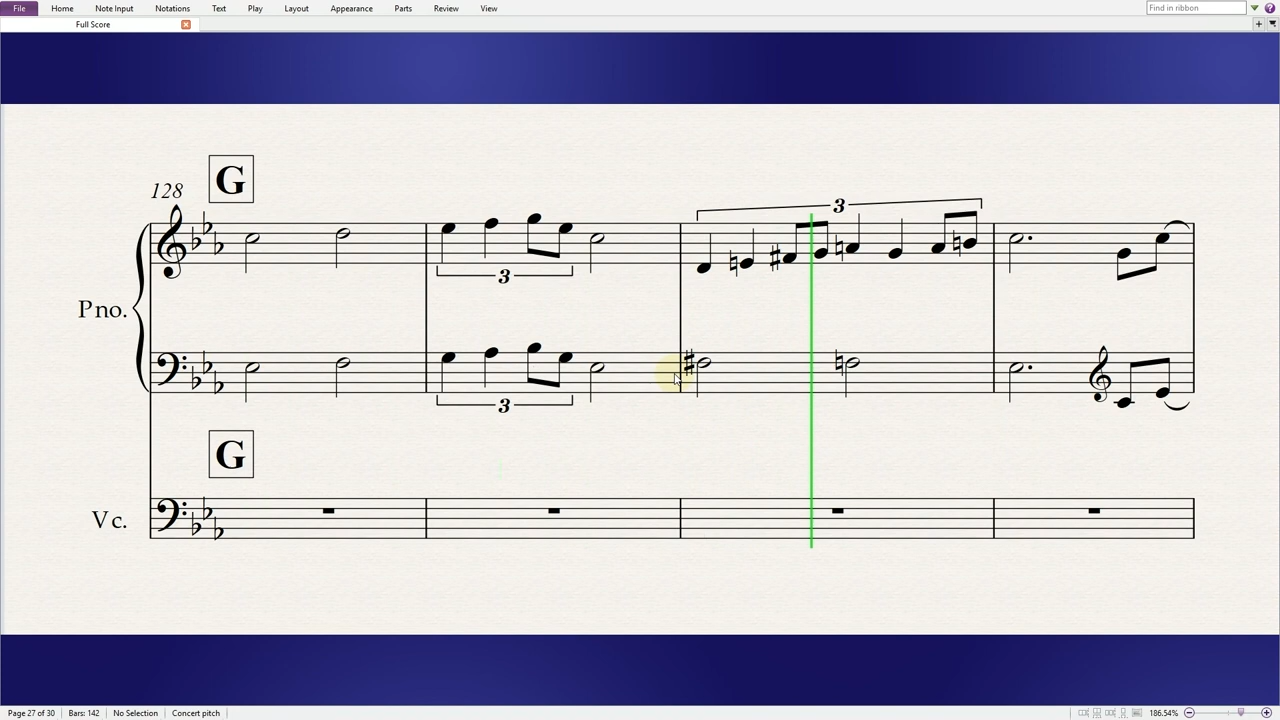 File Home Note Input Notations Text Play Layout Appearance Parts Review View Find in ribbon
Full Score
G
128
3
3
Pno.
3
G
Vc.
Page 27 of 30 Bars: 142 No Selection Concert pitch 186.54%